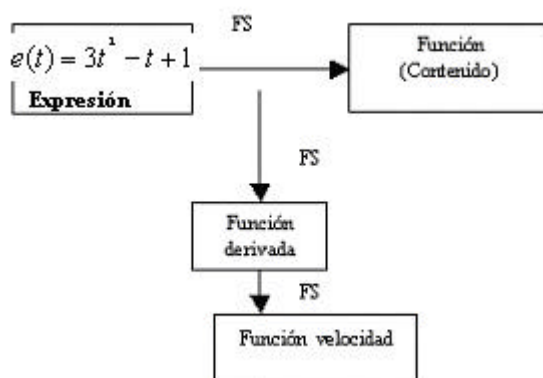 FS
e(t) = 3t² − t + 1
Expresión
Función
(Contenido)
FS
Función
derivada
FS
Función velocidad